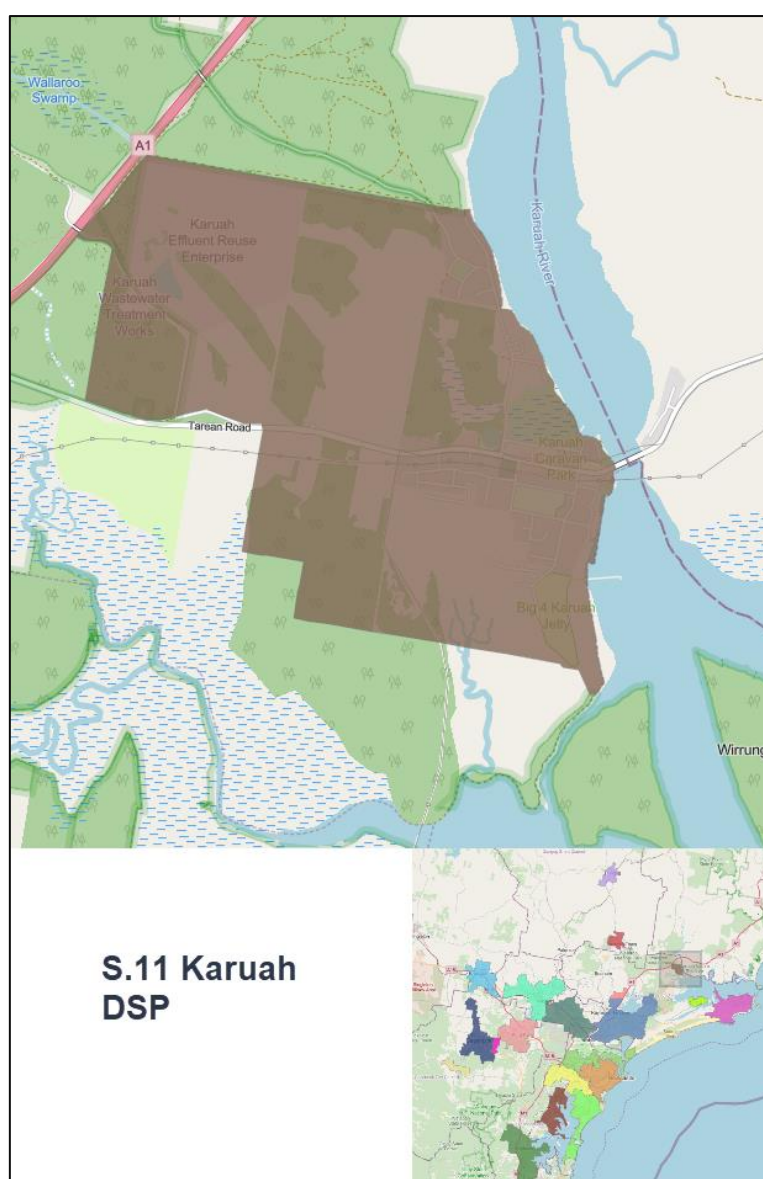 Wallaroo
Swamp
A1
Karuah
Effluent Reuse
Enterprise
Karuah
Wastewater
Treatment
Works
Karuah River
Tarean Road
Karuah
Caravan
Park
Big 4 Karuah
Jetty
Wirrung
S.11 Karuah
DSP